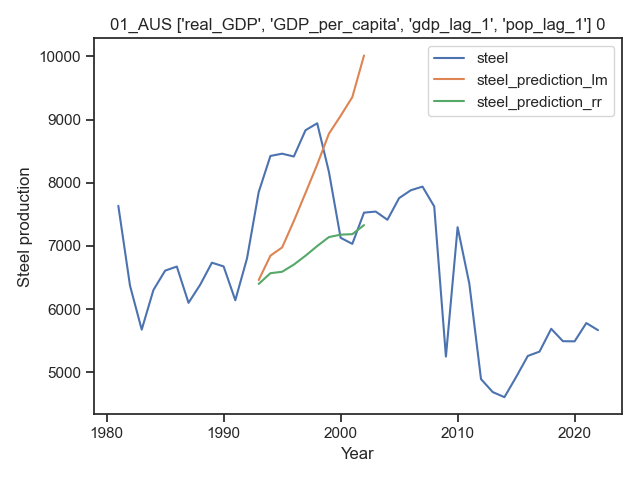 01_AUS ['real_GDP', 'GDP_per_capita', 'gdp_lag_1', 'pop_lag_1'] 0
steel
steel_prediction_lm
steel_prediction_rr
10000
9000
8000
7000
6000
5000
Steel production
1980
1990
2000
2010
2020
Year